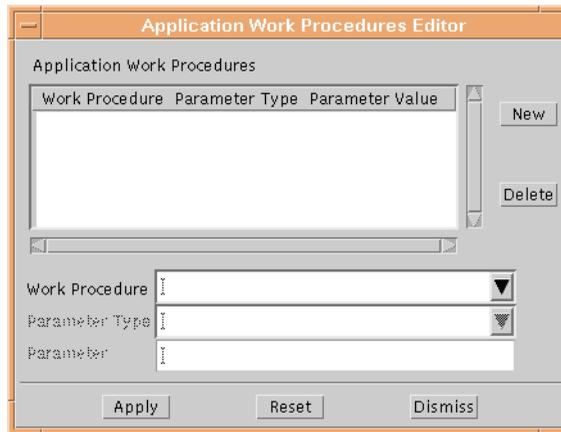 Application Work Procedures Editor
Application Work Procedures
Work Procedure Parameter Type Parameter Value
New
Delete
Work Procedure
Parameter Type
Parameter
Apply Reset Dismiss